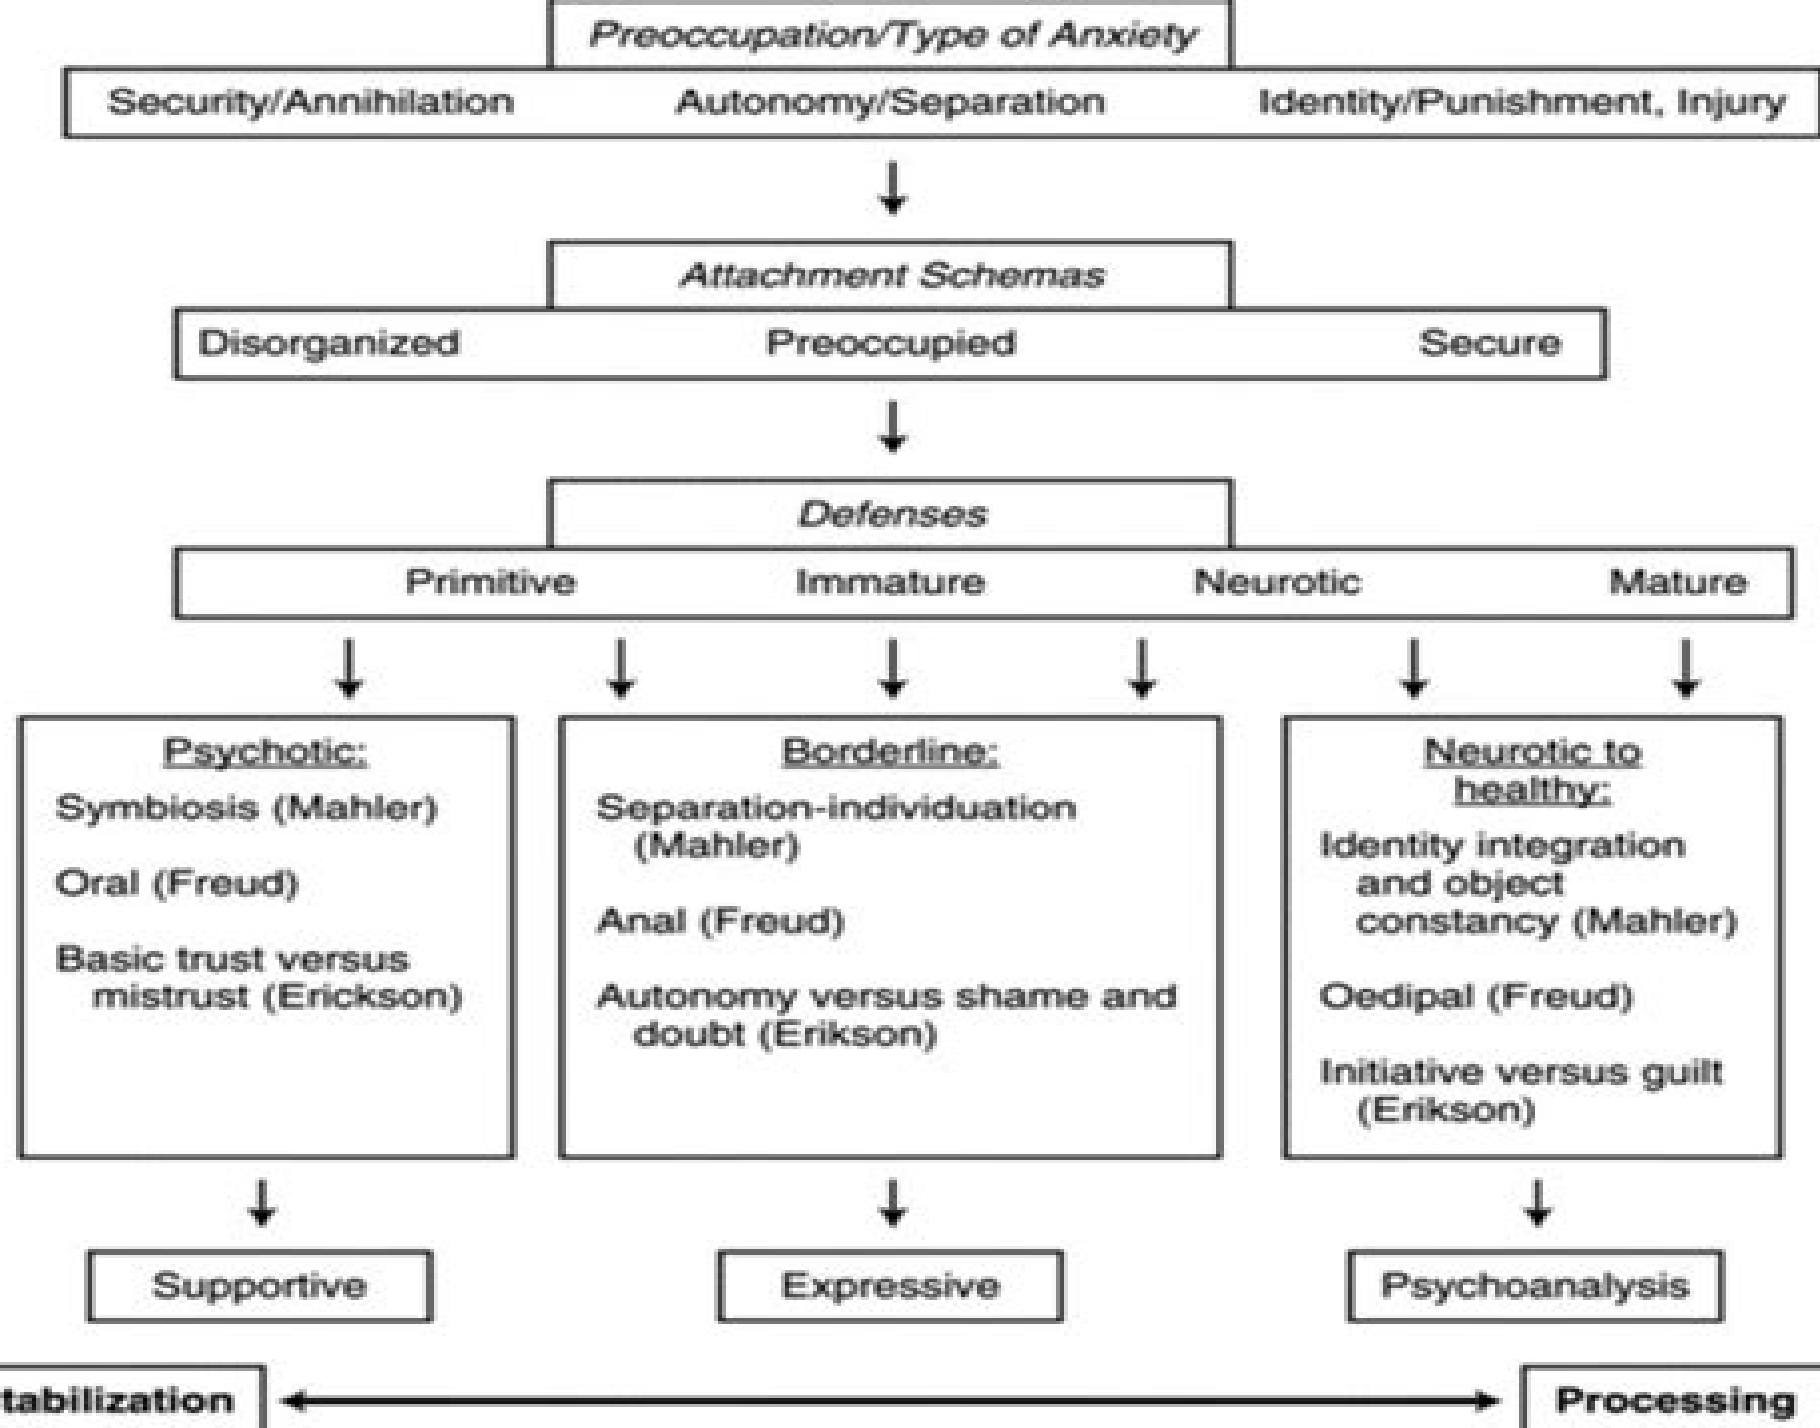 Preoccupation/Type of Anxiety
Security/Annihilation Autonomy/Separation Identity/Punishment, Injury
Attachment Schemas
Disorganized Preoccupied Secure
Defenses
Primitive Immature Neurotic Mature
Psychotic:
Symbiosis (Mahler)
Oral (Freud)
Basic trust versus
mistrust (Erickson)
Borderline:
Separation-individuation
(Mahler)
Anal (Freud)
Autonomy versus shame and
doubt (Erikson)
Neurotic to
healthy:
Identity integration
and object
constancy (Mahler)
Oedipal (Freud)
Initiative versus guilt
(Erikson)
Supportive Expressive Psychoanalysis
tabilization Processing